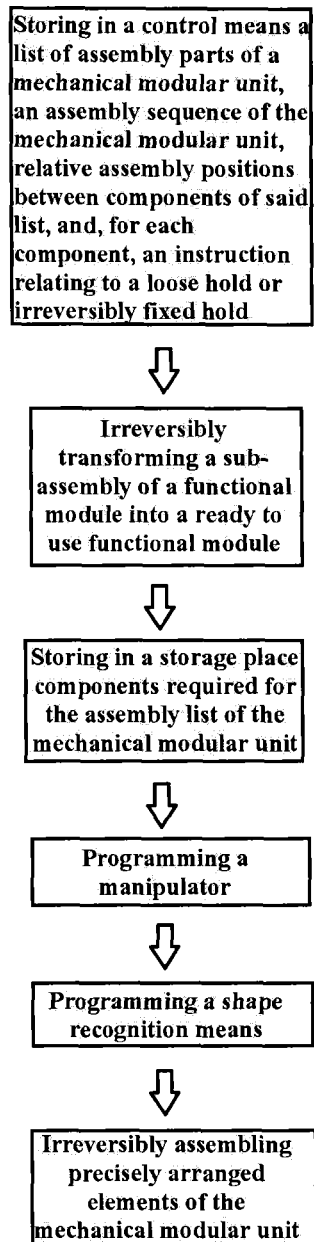 Storing in a control means a
list of assembly parts of a
mechanical modular unit,
an assembly sequence of the
mechanical modular unit,
relative assembly positions
between components of said
list, and, for each
component, an instruction
relating to a loose hold or
irreversibly fixed hold
Irreversibly
transforming a sub-
assembly of a functional
module into a ready to
use functional module
Storing in a storage place
components required for
the assembly list of the
mechanical modular unit
Programming a
manipulator
Programming a shape
recognition means
Irreversibly assembling
precisely arranged
elements of the
mechanical modular unit